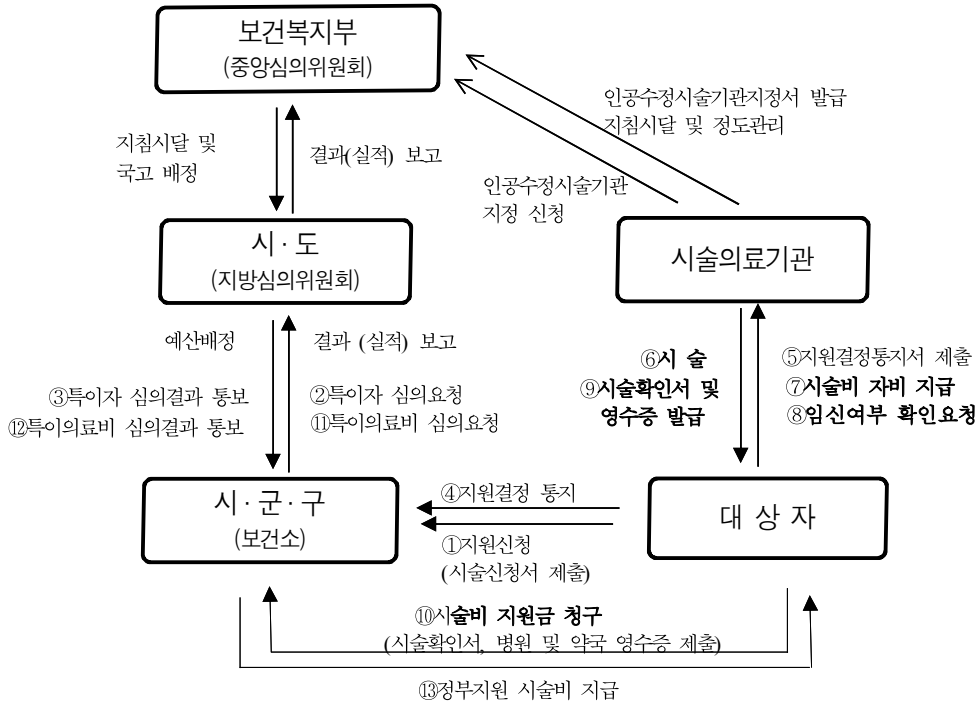 보건복지부
(중앙심의위원회)
인공수정시술기관지정서 발급
지침시달 및 정도관리
지침시달 및
국고 배정
결과(실적) 보고
인공수정시술기관
지정 신청
시 · 도
(지방심의위원회)
시술의료기관
예산배정
결과 (실적) 보고
③특이자 심의결과 통보
⑫특이의료비 심의결과 통보
②특이자 심의요청
⑪특이의료비 심의요청
⑥시 술
⑨시술확인서 및
영수증 발급
⑤지원결정통지서 제출
⑦시술비 자비 지급
⑧임신여부 확인요청
시 · 군 · 구
(보건소)
④지원결정 통지
①지원신청
(시술신청서 제출)
대 상 자
⑩시술비 지원금 청구
(시술확인서, 병원 및 약국 영수증 제출)
⑬정부지원 시술비 지급